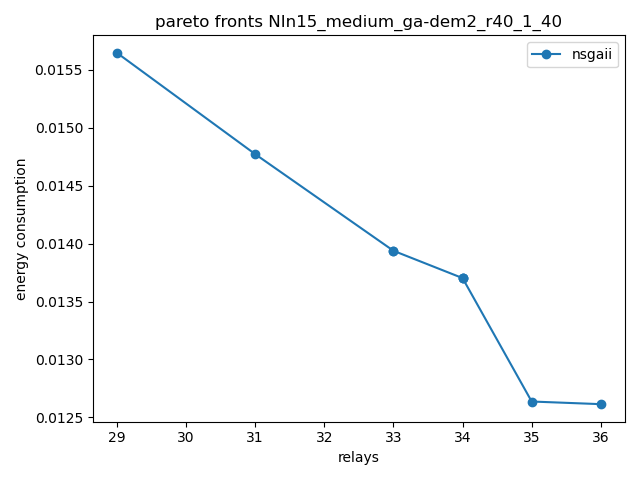 pareto fronts NIn15_medium_ga-dem2_r40_1_40
nsgaii
0.0155
0.0150
0.0145
0.0140
0.0135
0.0130
0.0125
energy consumption
29 30 31 32 33 34 35 36
relays